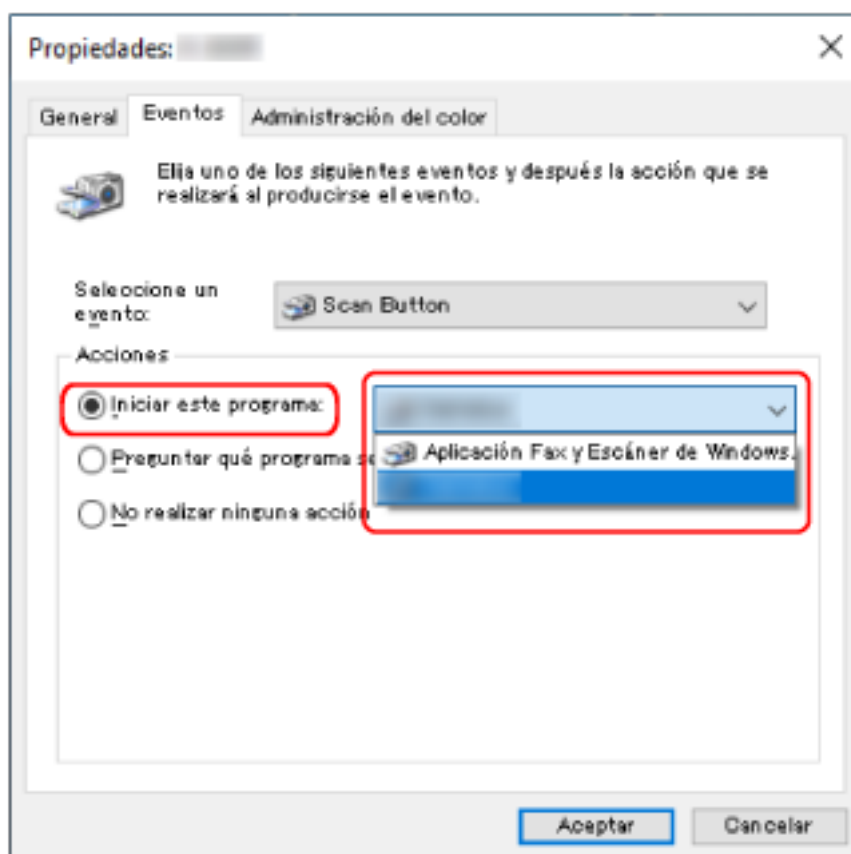 Propiedades:
General Eventos Administración del color
Elija uno de los siguientes eventos y después la acción que se
realizará al producirse el evento.
Seleccione un
evento:
Scan Button
Acciones
Iniciar este programa:
Aplicación Fax y Escáner de Windows.
Preguntar qué programa
No realizar ninguna acción
Aceptar Cancelar